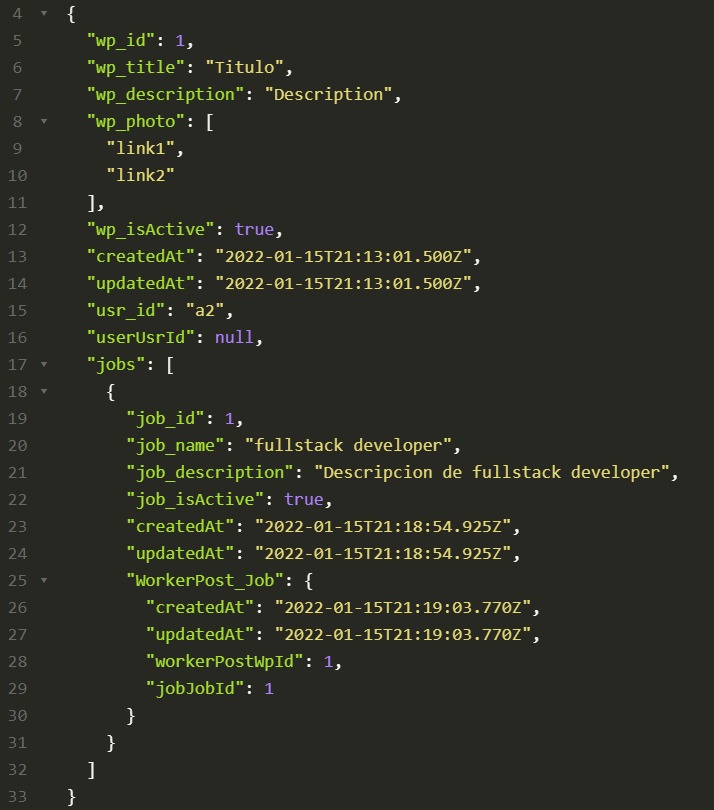 4 {
5 "wp_id": 1,
6 "wp_title": "Titulo",
7 "wp_description": "Description",
8 "wp_photo": [
9 "link1",
10 "link2"
11 ],
12 "wp_isActive": true,
13 "createdAt": "2022-01-15T21:13:01.500Z",
14 "updatedAt": "2022-01-15T21:13:01.500Z",
15 "usr_id": "a2",
16 "userUsrId": null,
17 "jobs": [
18 {
19 "job_id": 1,
20 "job_name": "fullstack developer",
21 "job_description": "Descripcion de fullstack developer",
22 "job_isActive": true,
23 "createdAt": "2022-01-15T21:18:54.925Z",
24 "updatedAt": "2022-01-15T21:18:54.925Z",
25 "WorkerPost_Job": {
26 "createdAt": "2022-01-15T21:19:03.770Z",
27 "updatedAt": "2022-01-15T21:19:03.770Z",
28 "workerPostWpId": 1,
29 "jobJobId": 1
30 }
31 }
32 ]
33 }